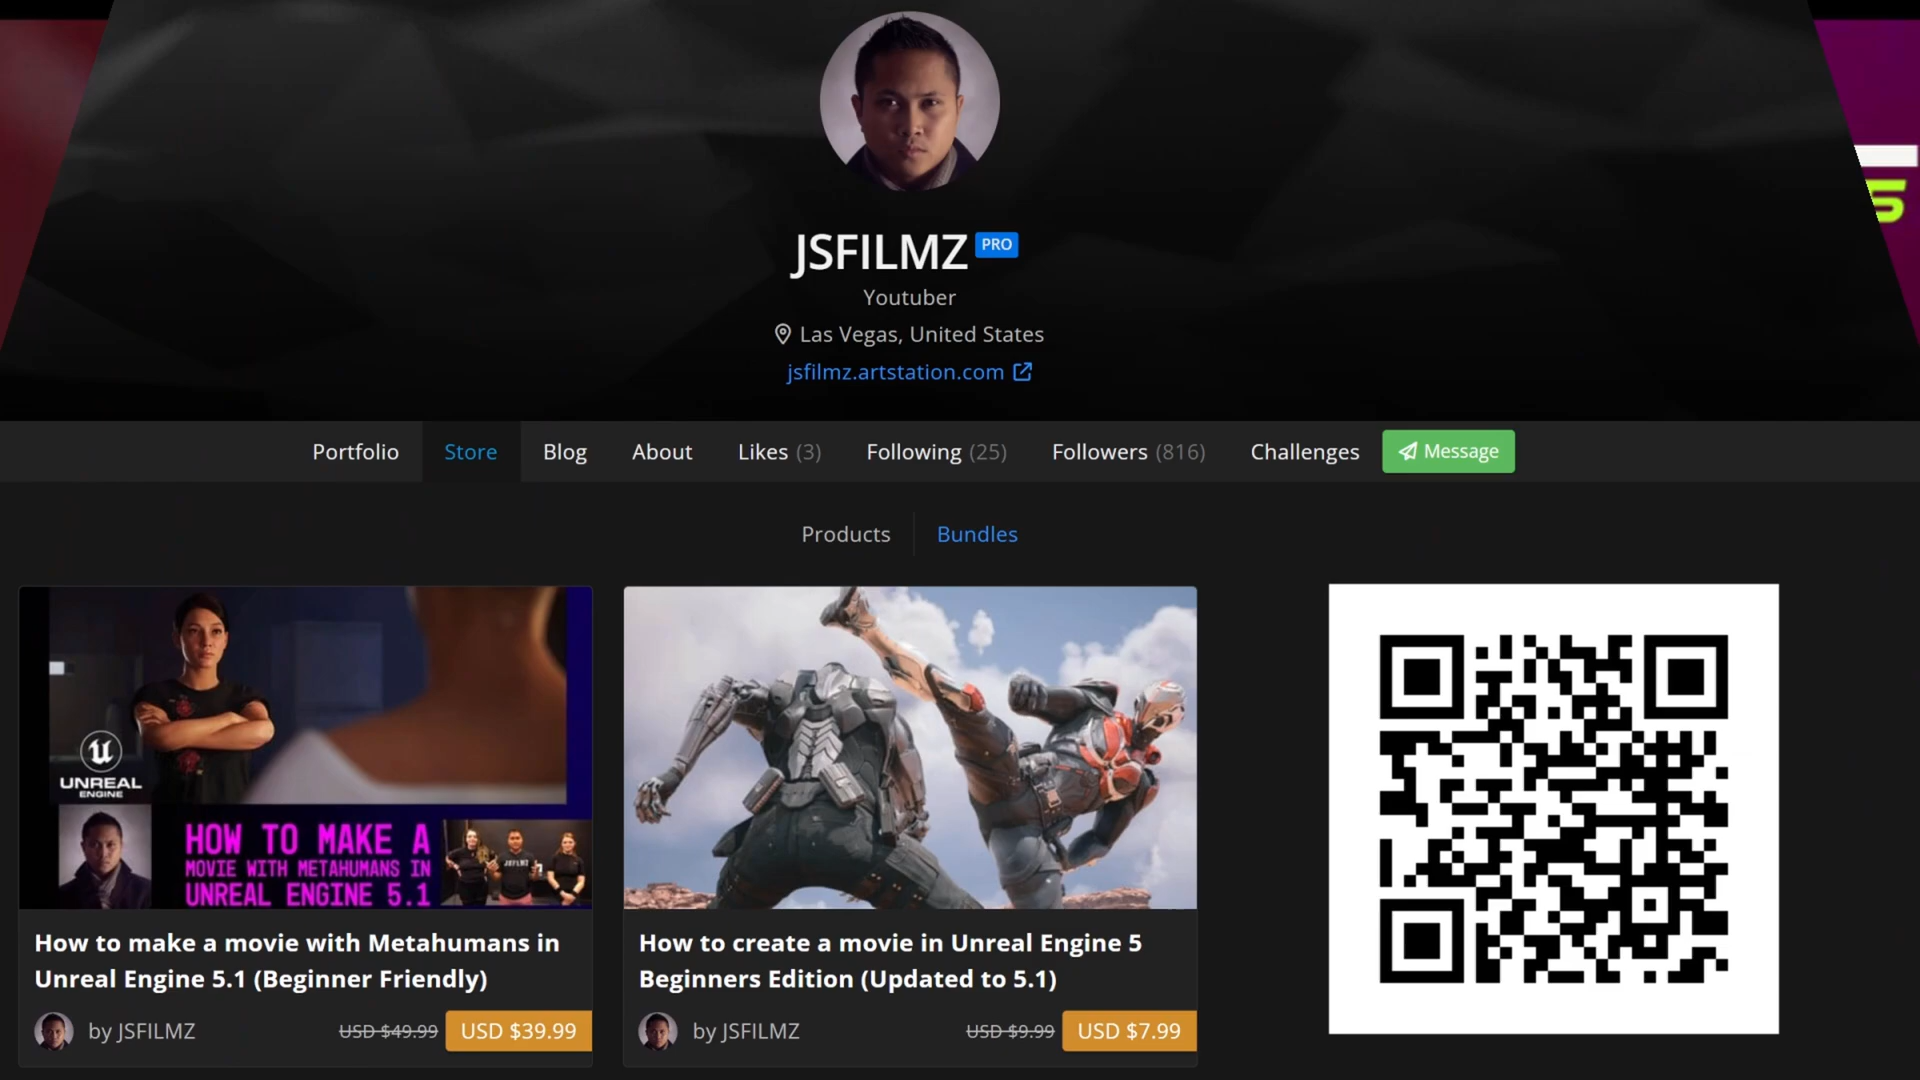 S
JSFILMZ PRO
Youtuber
Las Vegas, United States
jsfilmz.artstation.com
Portfolio Store Blog About Likes (3) Following (25) Followers (816) Challenges Message
Products Bundles
UNREAL
ENGINE
HOW TO MAKE A
MOVIE WITH METAHUMANS IN
UNREAL ENGINE 5.1
JSFILMZ
How to make a movie with Metahumans in
Unreal Engine 5.1 (Beginner Friendly)
by JSFILMZ USD $49.99 USD $39.99
How to create a movie in Unreal Engine 5
Beginners Edition (Updated to 5.1)
by JSFILMZ USD $9.99 USD $7.99